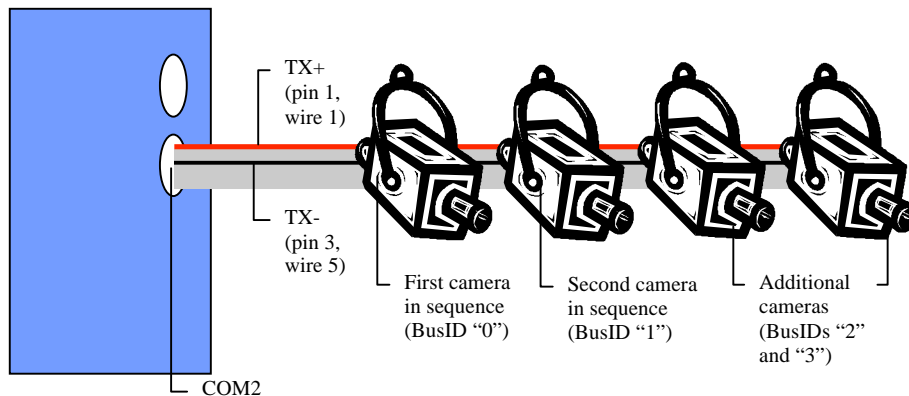 TX+
(pin 1,
wire 1)
TX-
(pin 3,
wire 5)
First camera
in sequence
(BusID “0”)
Second camera
in sequence
(BusID “1”)
Additional
cameras
(BusIDs “2”
and “3”)
COM2